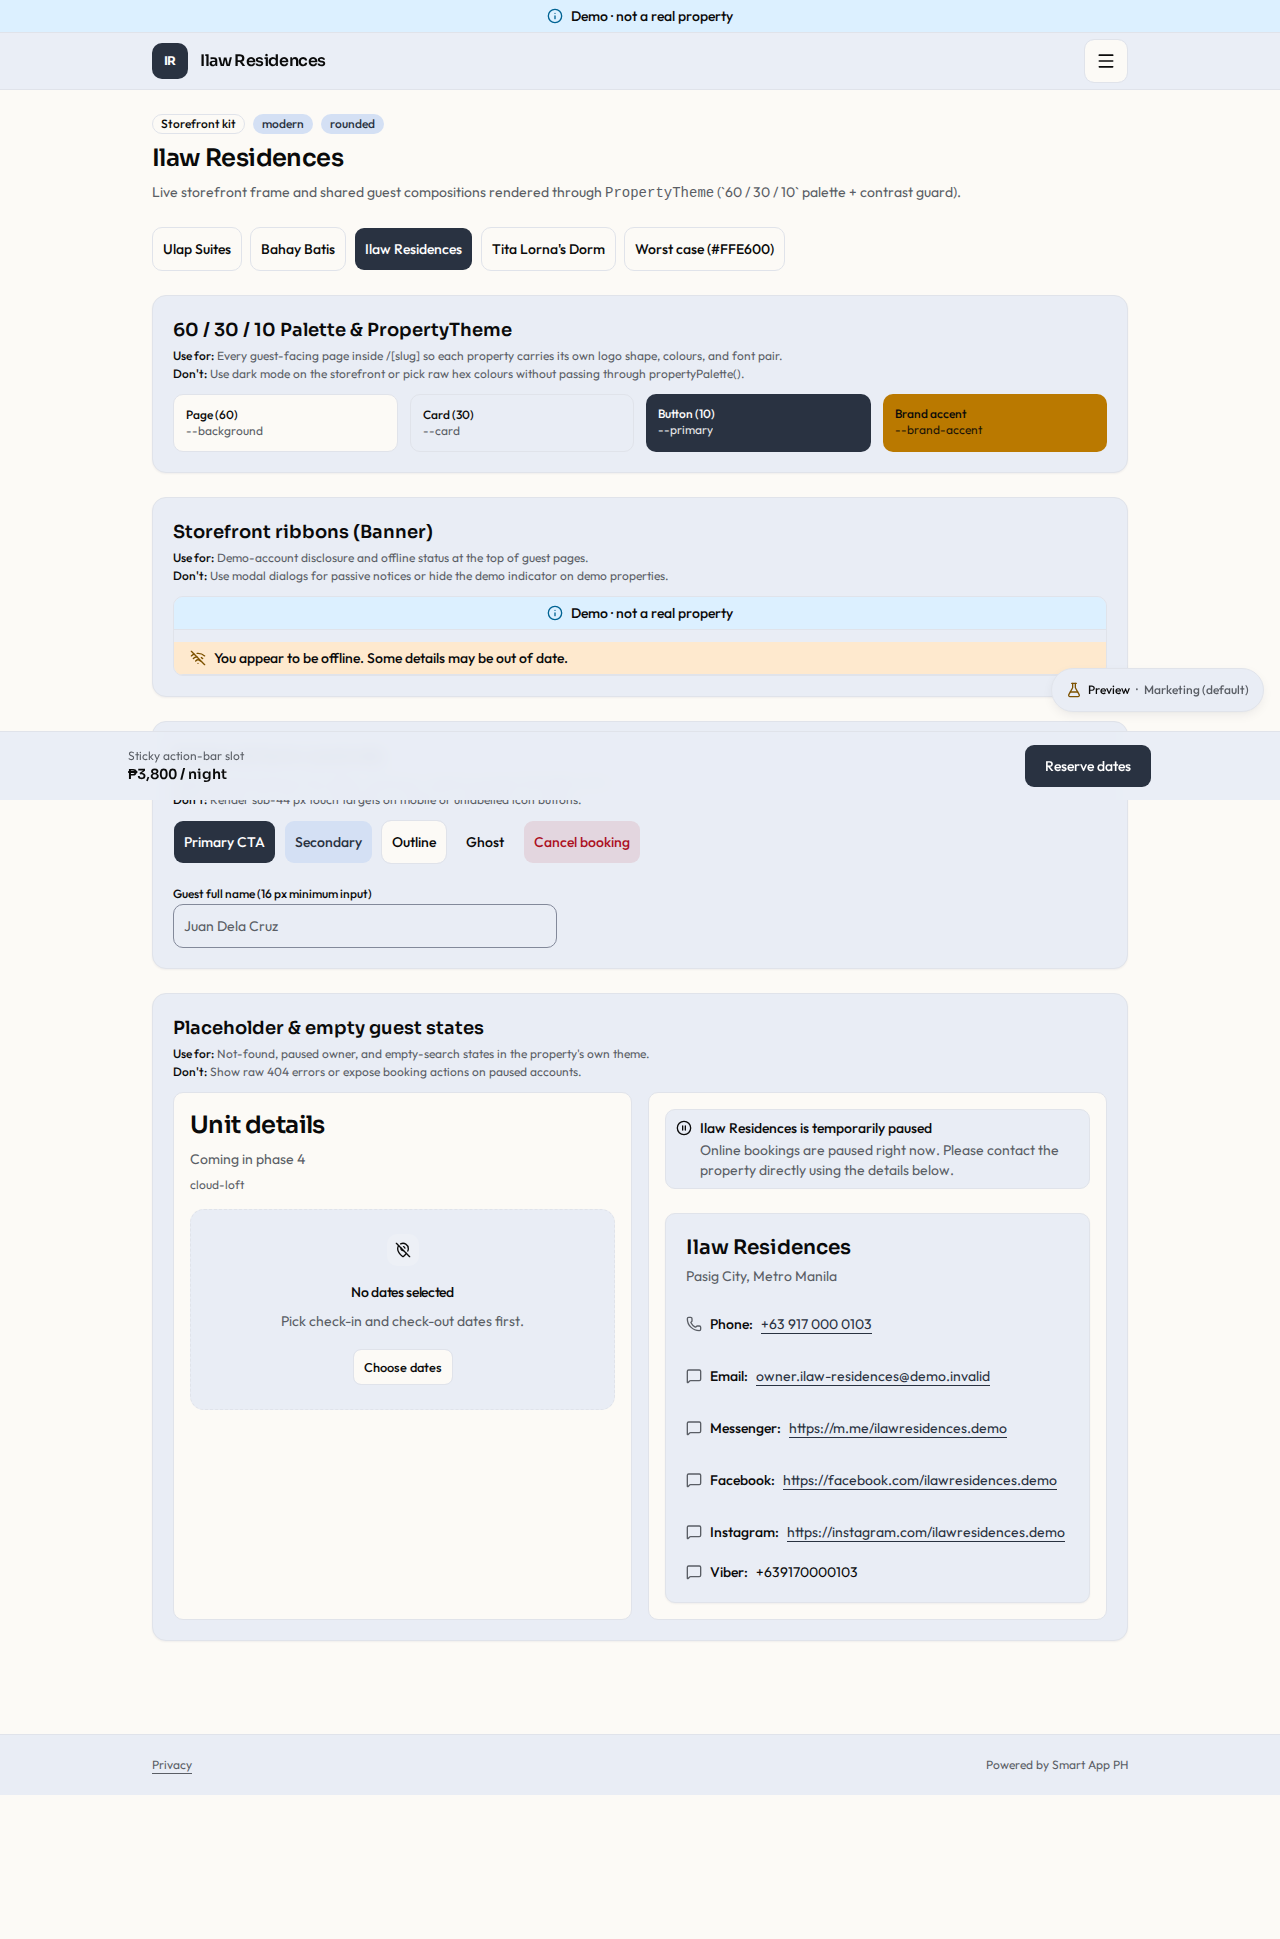 Demo · not a real property
IR
Ilaw Residences
Storefront kit
modern
rounded
Ilaw Residences
Live storefront frame and shared guest compositions rendered through PropertyTheme (`60 / 30 / 10` palette + contrast guard).
Ulap Suites
Bahay Batis
Ilaw Residences
Tita Lorna's Dorm
Worst case (#FFE600)
60 / 30 / 10 Palette & PropertyTheme
Use for: Every guest-facing page inside /[slug] so each property carries its own logo shape, colours, and font pair.
Don't: Use dark mode on the storefront or pick raw hex colours without passing through propertyPalette().
Page (60)
--background
Card (30)
--card
Button (10)
--primary
Brand accent
--brand-accent
Storefront ribbons (Banner)
Use for: Demo-account disclosure and offline status at the top of guest pages.
Don't: Use modal dialogs for passive notices or hide the demo indicator on demo properties.
Demo · not a real property
You appear to be offline. Some details may be out of date.
Preview · Marketing (default)
Sticky action-bar slot
₱3,800 / night
Reserve dates
Don't: Render sub-44 px touch targets on mobile or unlabelled icon buttons.
Primary CTA
Secondary
Outline
Ghost
Cancel booking
Guest full name (16 px minimum input)
Juan Dela Cruz
Placeholder & empty guest states
Use for: Not-found, paused owner, and empty-search states in the property's own theme.
Don't: Show raw 404 errors or expose booking actions on paused accounts.
Unit details
Coming in phase 4
cloud-loft
No dates selected
Pick check-in and check-out dates first.
Choose dates
Ilaw Residences is temporarily paused
Online bookings are paused right now. Please contact the
property directly using the details below.
Ilaw Residences
Pasig City, Metro Manila
Phone: +63 917 000 0103
Email: owner.ilaw-residences@demo.invalid
Messenger: https://m.me/ilawresidences.demo
Facebook: https://facebook.com/ilawresidences.demo
Instagram: https://instagram.com/ilawresidences.demo
Viber: +639170000103
Privacy
Powered by Smart App PH